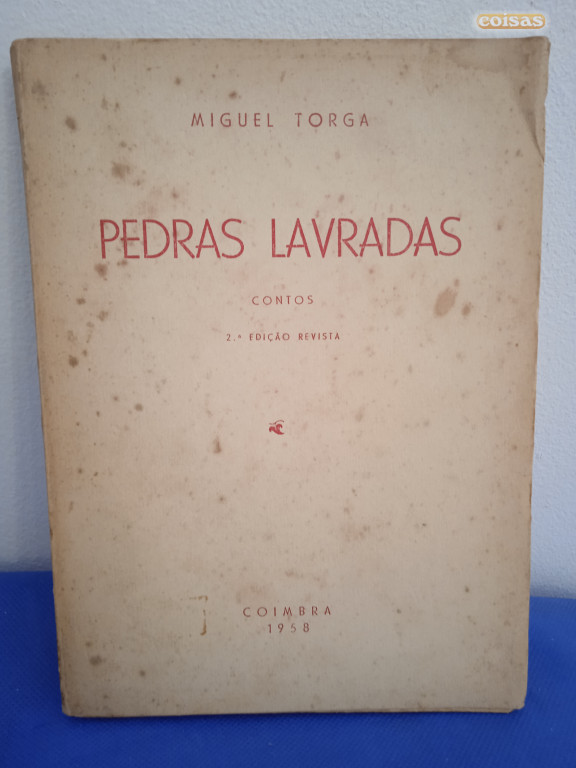 coisas
MIGUEL TORGA
PEDRAS LAVRADAS
CONTOS
2.ª EDIÇÃO REVISTA
COIMBRA
1958